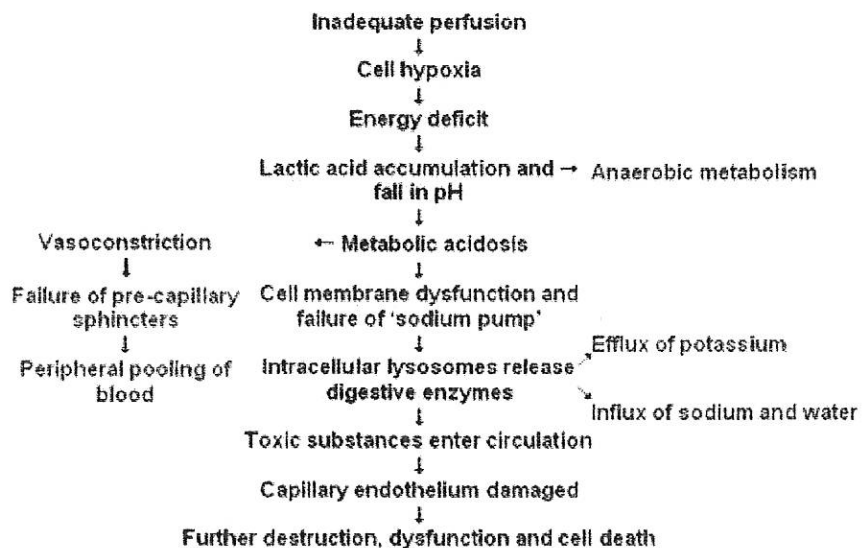 Inadequate perfusion
↓
Cell hypoxia
↓
Energy deficit
↓
Lactic acid accumulation and → Anaerobic metabolism
fall in pH
↓
Vasoconstriction ← Metabolic acidosis
↓ ↓
Failure of pre-capillary Cell membrane dysfunction and
sphincters failure of ‘sodium pump’
↓ ↓
Efflux of potassium
Peripheral pooling of Intracellular lysosomes release
blood digestive enzymes
↓ Influx of sodium and water
Toxic substances enter circulation
↓
Capillary endothelium damaged
↓
Further destruction, dysfunction and cell death